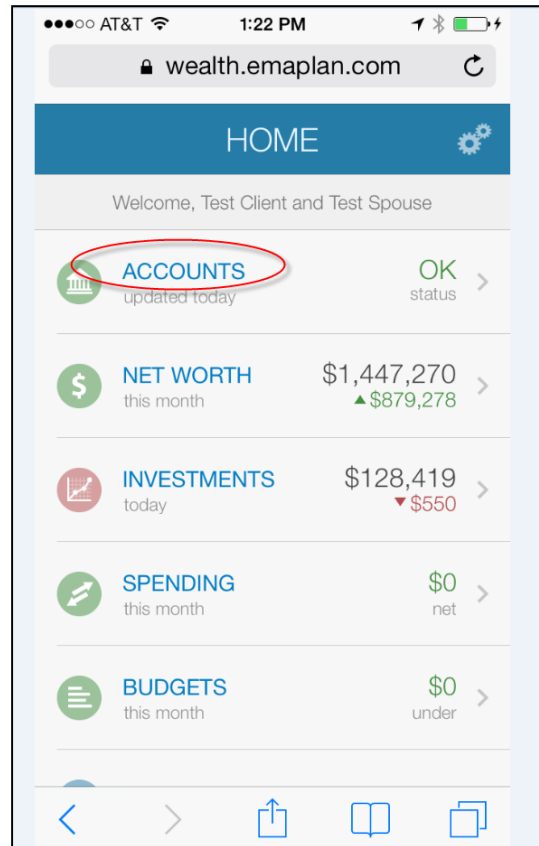 AT&T 1:22 PM
wealth.emaplan.com
HOME
Welcome, Test Client and Test Spouse
ACCOUNTS OK
updated today status
NET WORTH $1,447,270
this month ▲$879,278
INVESTMENTS $128,419
today ▼$550
SPENDING $0
this month net
BUDGETS $0
this month under